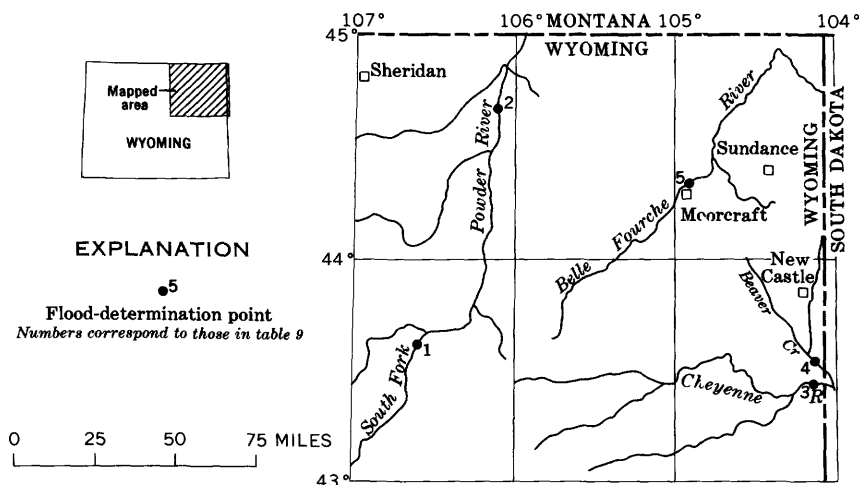 107°
106°
MONTANA
105°
104°
45°
WYOMING
Sheridan
Mapped
area
WYOMING
2
River
Powder
River
Sundance
5
Moorcraft
WYOMING
SOUTH DAKOTA
EXPLANATION
5
Flood-determination point
Numbers correspond to those in table 9
44°
Belle Fourche
New
Castle
Beaver
Cr
1
South Fork
4
Cheyenne
3
R
0 25 50 75 MILES
43°